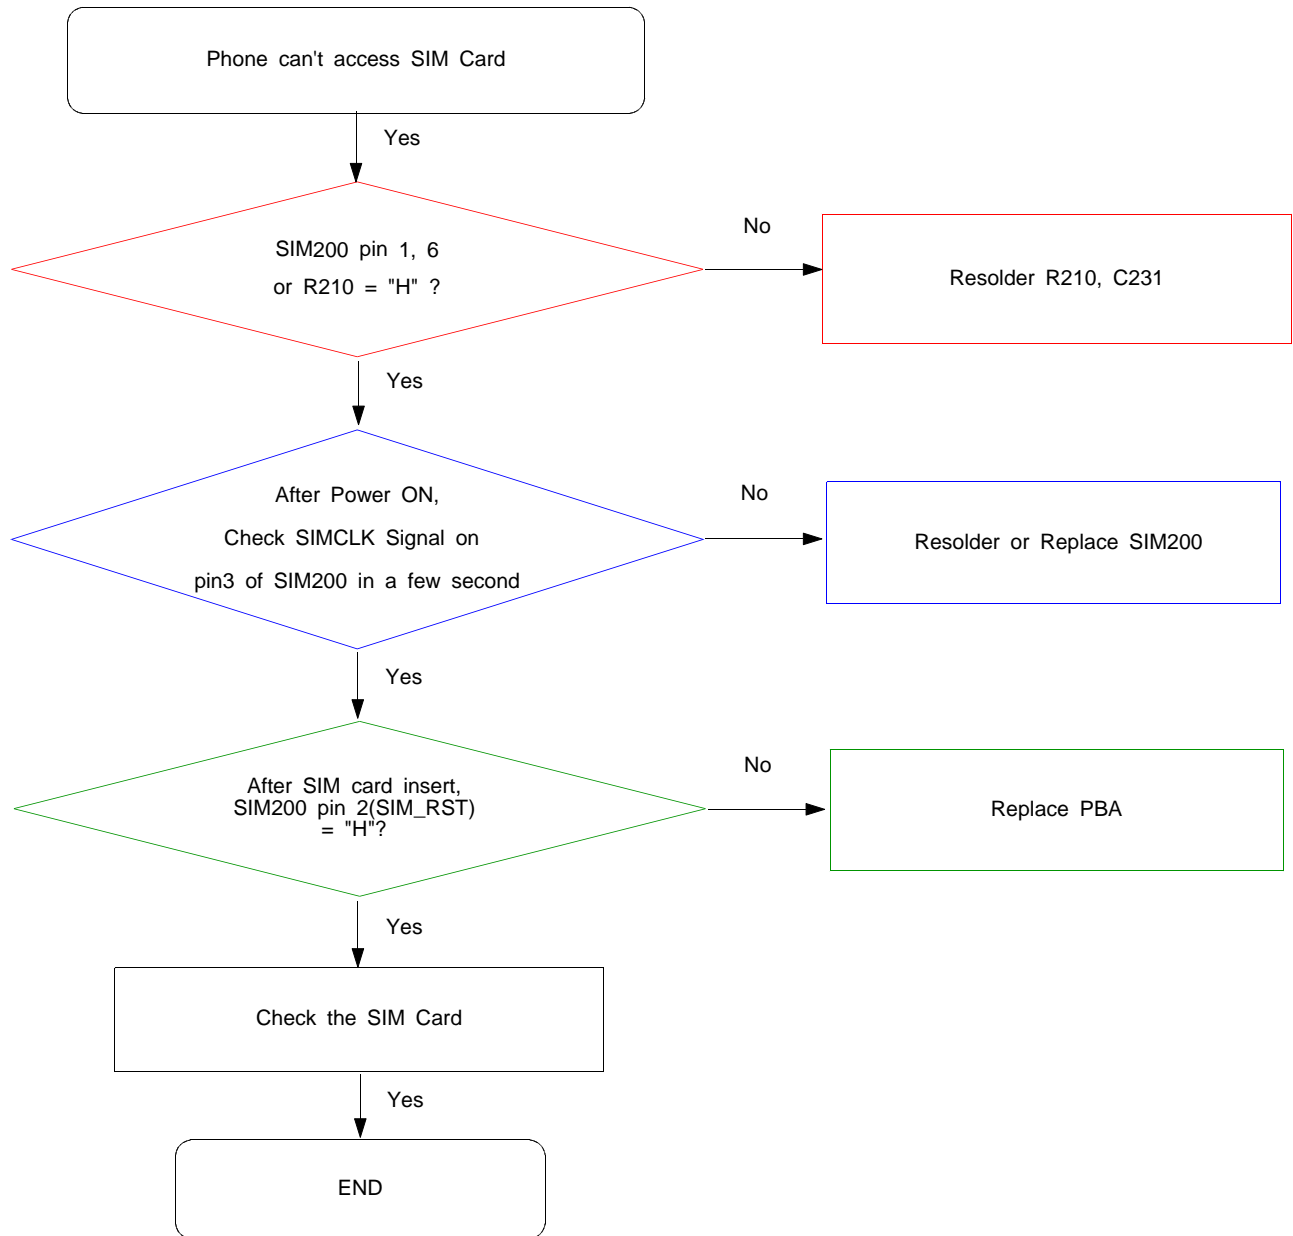 Phone can't access SIM Card
Yes
SIM200 pin 1, 6
or R210 = "H" ?
No
Resolder R210, C231
Yes
After Power ON,
Check SIMCLK Signal on
pin3 of SIM200 in a few second
No
Resolder or Replace SIM200
Yes
After SIM card insert,
SIM200 pin 2(SIM_RST)
= "H"?
No
Replace PBA
Yes
Check the SIM Card
Yes
END